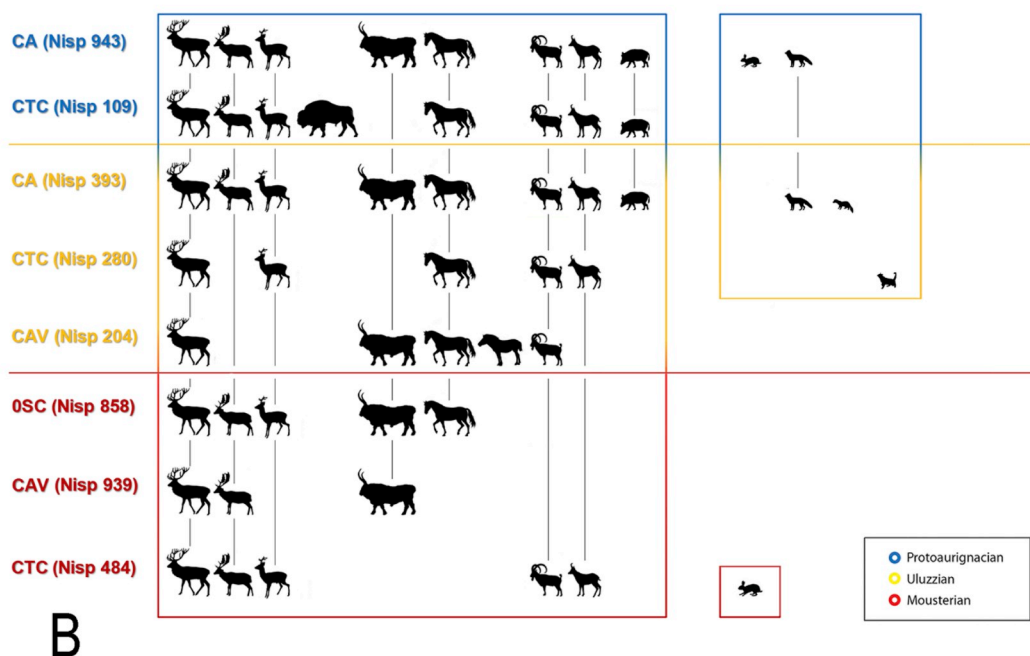 CA (Nisp 943)
CTC (Nisp 109)
CA (Nisp 393)
CTC (Nisp 280)
CAV (Nisp 204)
0SC (Nisp 858)
CAV (Nisp 939)
CTC (Nisp 484)
Protoaurignacian
Uluzzian
Mousterian
B